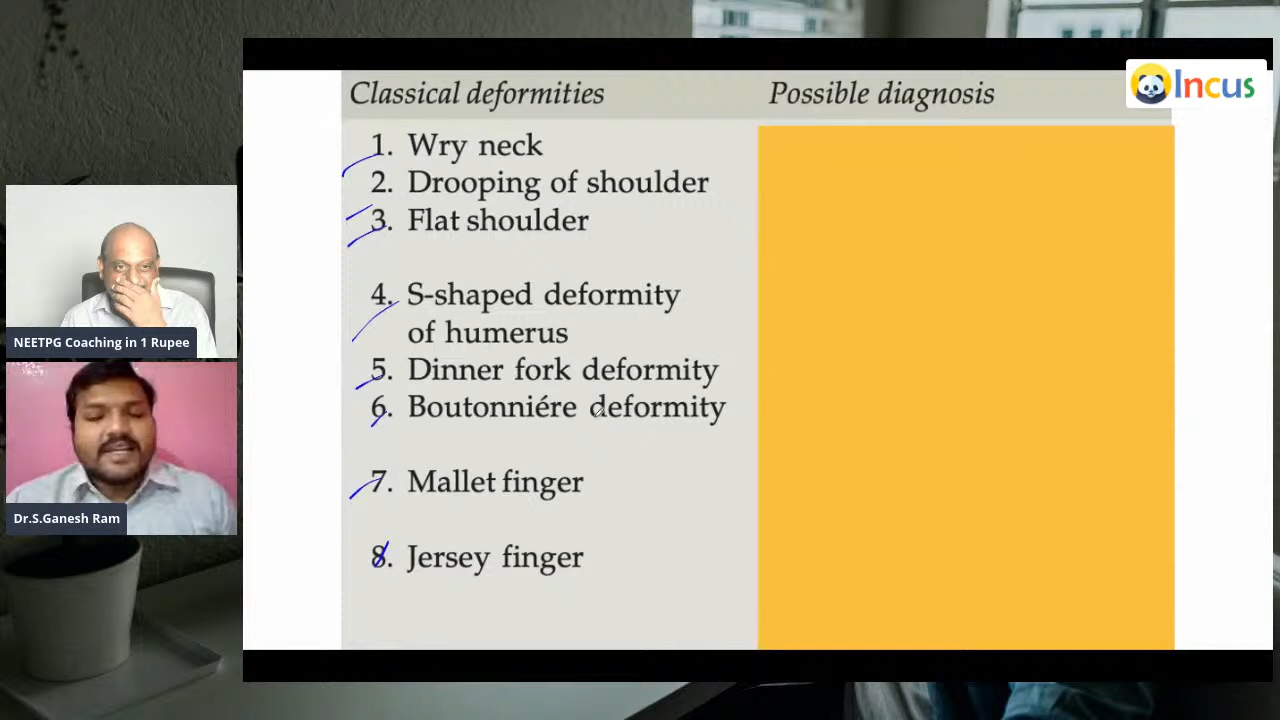 Incus
Classical deformities Possible diagnosis
1. Wry neck
2. Drooping of shoulder
3. Flat shoulder
4. S-shaped deformity
of humerus
5. Dinner fork deformity
6. Boutonniére deformity
7. Mallet finger
8. Jersey finger
NEETPG Coaching in 1 Rupee
Dr.S.Ganesh Ram